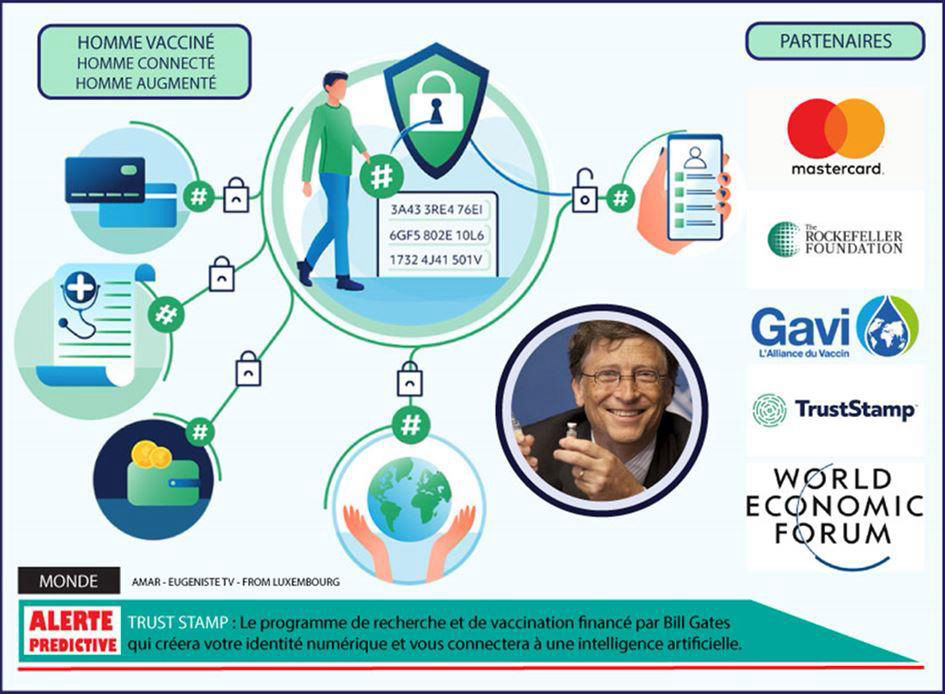 HOMME VACCINÉ
HOMME CONNECTÉ
HOMME AUGMENTÉ
PARTENAIRES
mastercard.
The
ROCKEFELLER
FOUNDATION
Gavi
L'Alliance du Vaccin
TrustStamp
WORLD
ECONOMIC
FORUM
#
#
#
#
#
#
3A43 3RE4 76EI
6GF5 802E 10L6
1732 4J41 501V
MONDE
AMAR - EUGENISTE TV - FROM LUXEMBOURG
ALERTE
PREDICTIVE
TRUST STAMP : Le programme de recherche et de vaccination financé par Bill Gates
qui créera votre identité numérique et vous connectera à une intelligence artificielle.